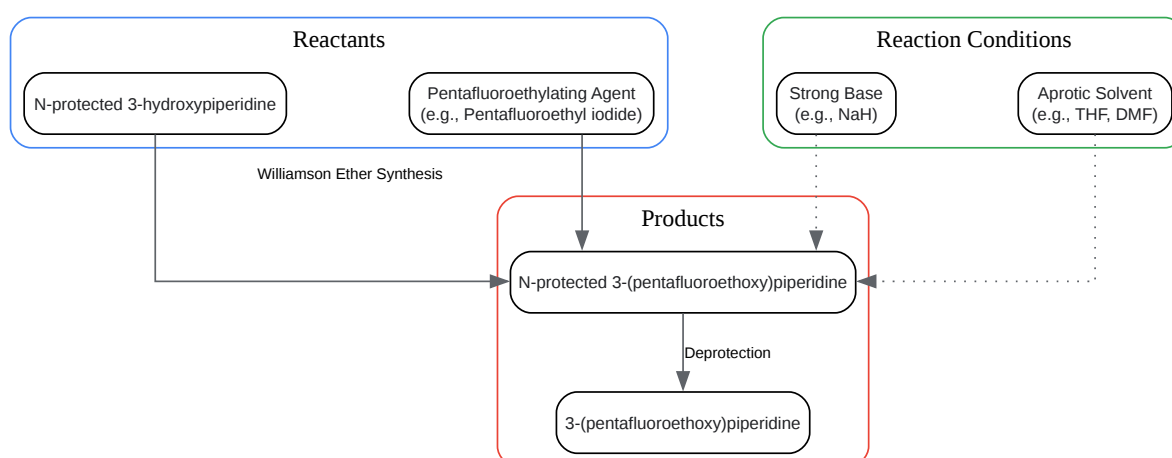 Reactants
N-protected 3-hydroxypiperidine
Pentafluoroethylating Agent
(e.g., Pentafluoroethyl iodide)
Reaction Conditions
Strong Base
(e.g., NaH)
Aprotic Solvent
(e.g., THF, DMF)
Williamson Ether Synthesis
Products
N-protected 3-(pentafluoroethoxy)piperidine
Deprotection
3-(pentafluoroethoxy)piperidine